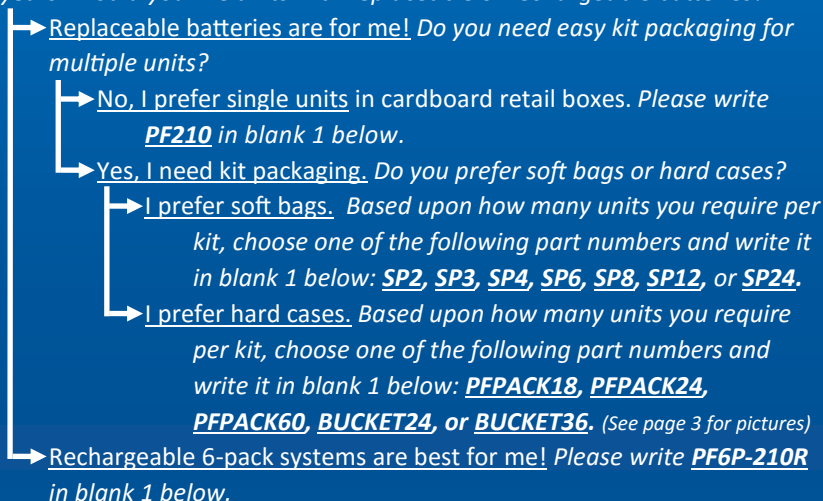 Replaceable batteries are for me! Do you need easy kit packaging for
multiple units?
No, I prefer single units in cardboard retail boxes. Please write
PF210 in blank 1 below.
Yes, I need kit packaging. Do you prefer soft bags or hard cases?
I prefer soft bags. Based upon how many units you require per
kit, choose one of the following part numbers and write it
in blank 1 below: SP2, SP3, SP4, SP6, SP8, SP12, or SP24.
I prefer hard cases. Based upon how many units you require
per kit, choose one of the following part numbers and
write it in blank 1 below: PFPACK18, PFPACK24,
PFPACK60, BUCKET24, or BUCKET36. (See page 3 for pictures)
Rechargeable 6-pack systems are best for me! Please write PF6P-210R
in blank 1 below.